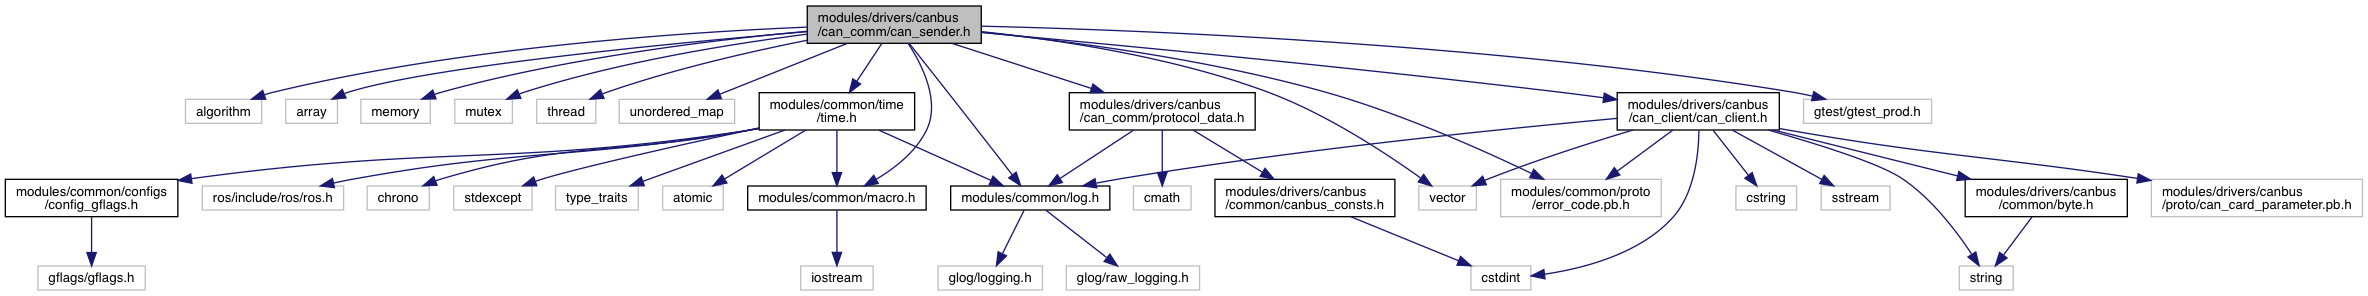 modules/drivers/canbus
/can_comm/can_sender.h
algorithm
array
memory
mutex
thread
unordered_map
modules/common/time
/time.h
modules/drivers/canbus
/can_comm/protocol_data.h
modules/drivers/canbus
/can_client/can_client.h
gtest/gtest_prod.h
modules/common/configs
/config_gflags.h
ros/include/ros/ros.h
chrono
stdexcept
type_traits
atomic
modules/common/macro.h
modules/common/log.h
cmath
modules/drivers/canbus
/common/canbus_consts.h
vector
modules/common/proto
/error_code.pb.h
cstring
sstream
modules/drivers/canbus
/common/byte.h
modules/drivers/canbus
/proto/can_card_parameter.pb.h
gflags/gflags.h
iostream
glog/logging.h
glog/raw_logging.h
cstdint
string